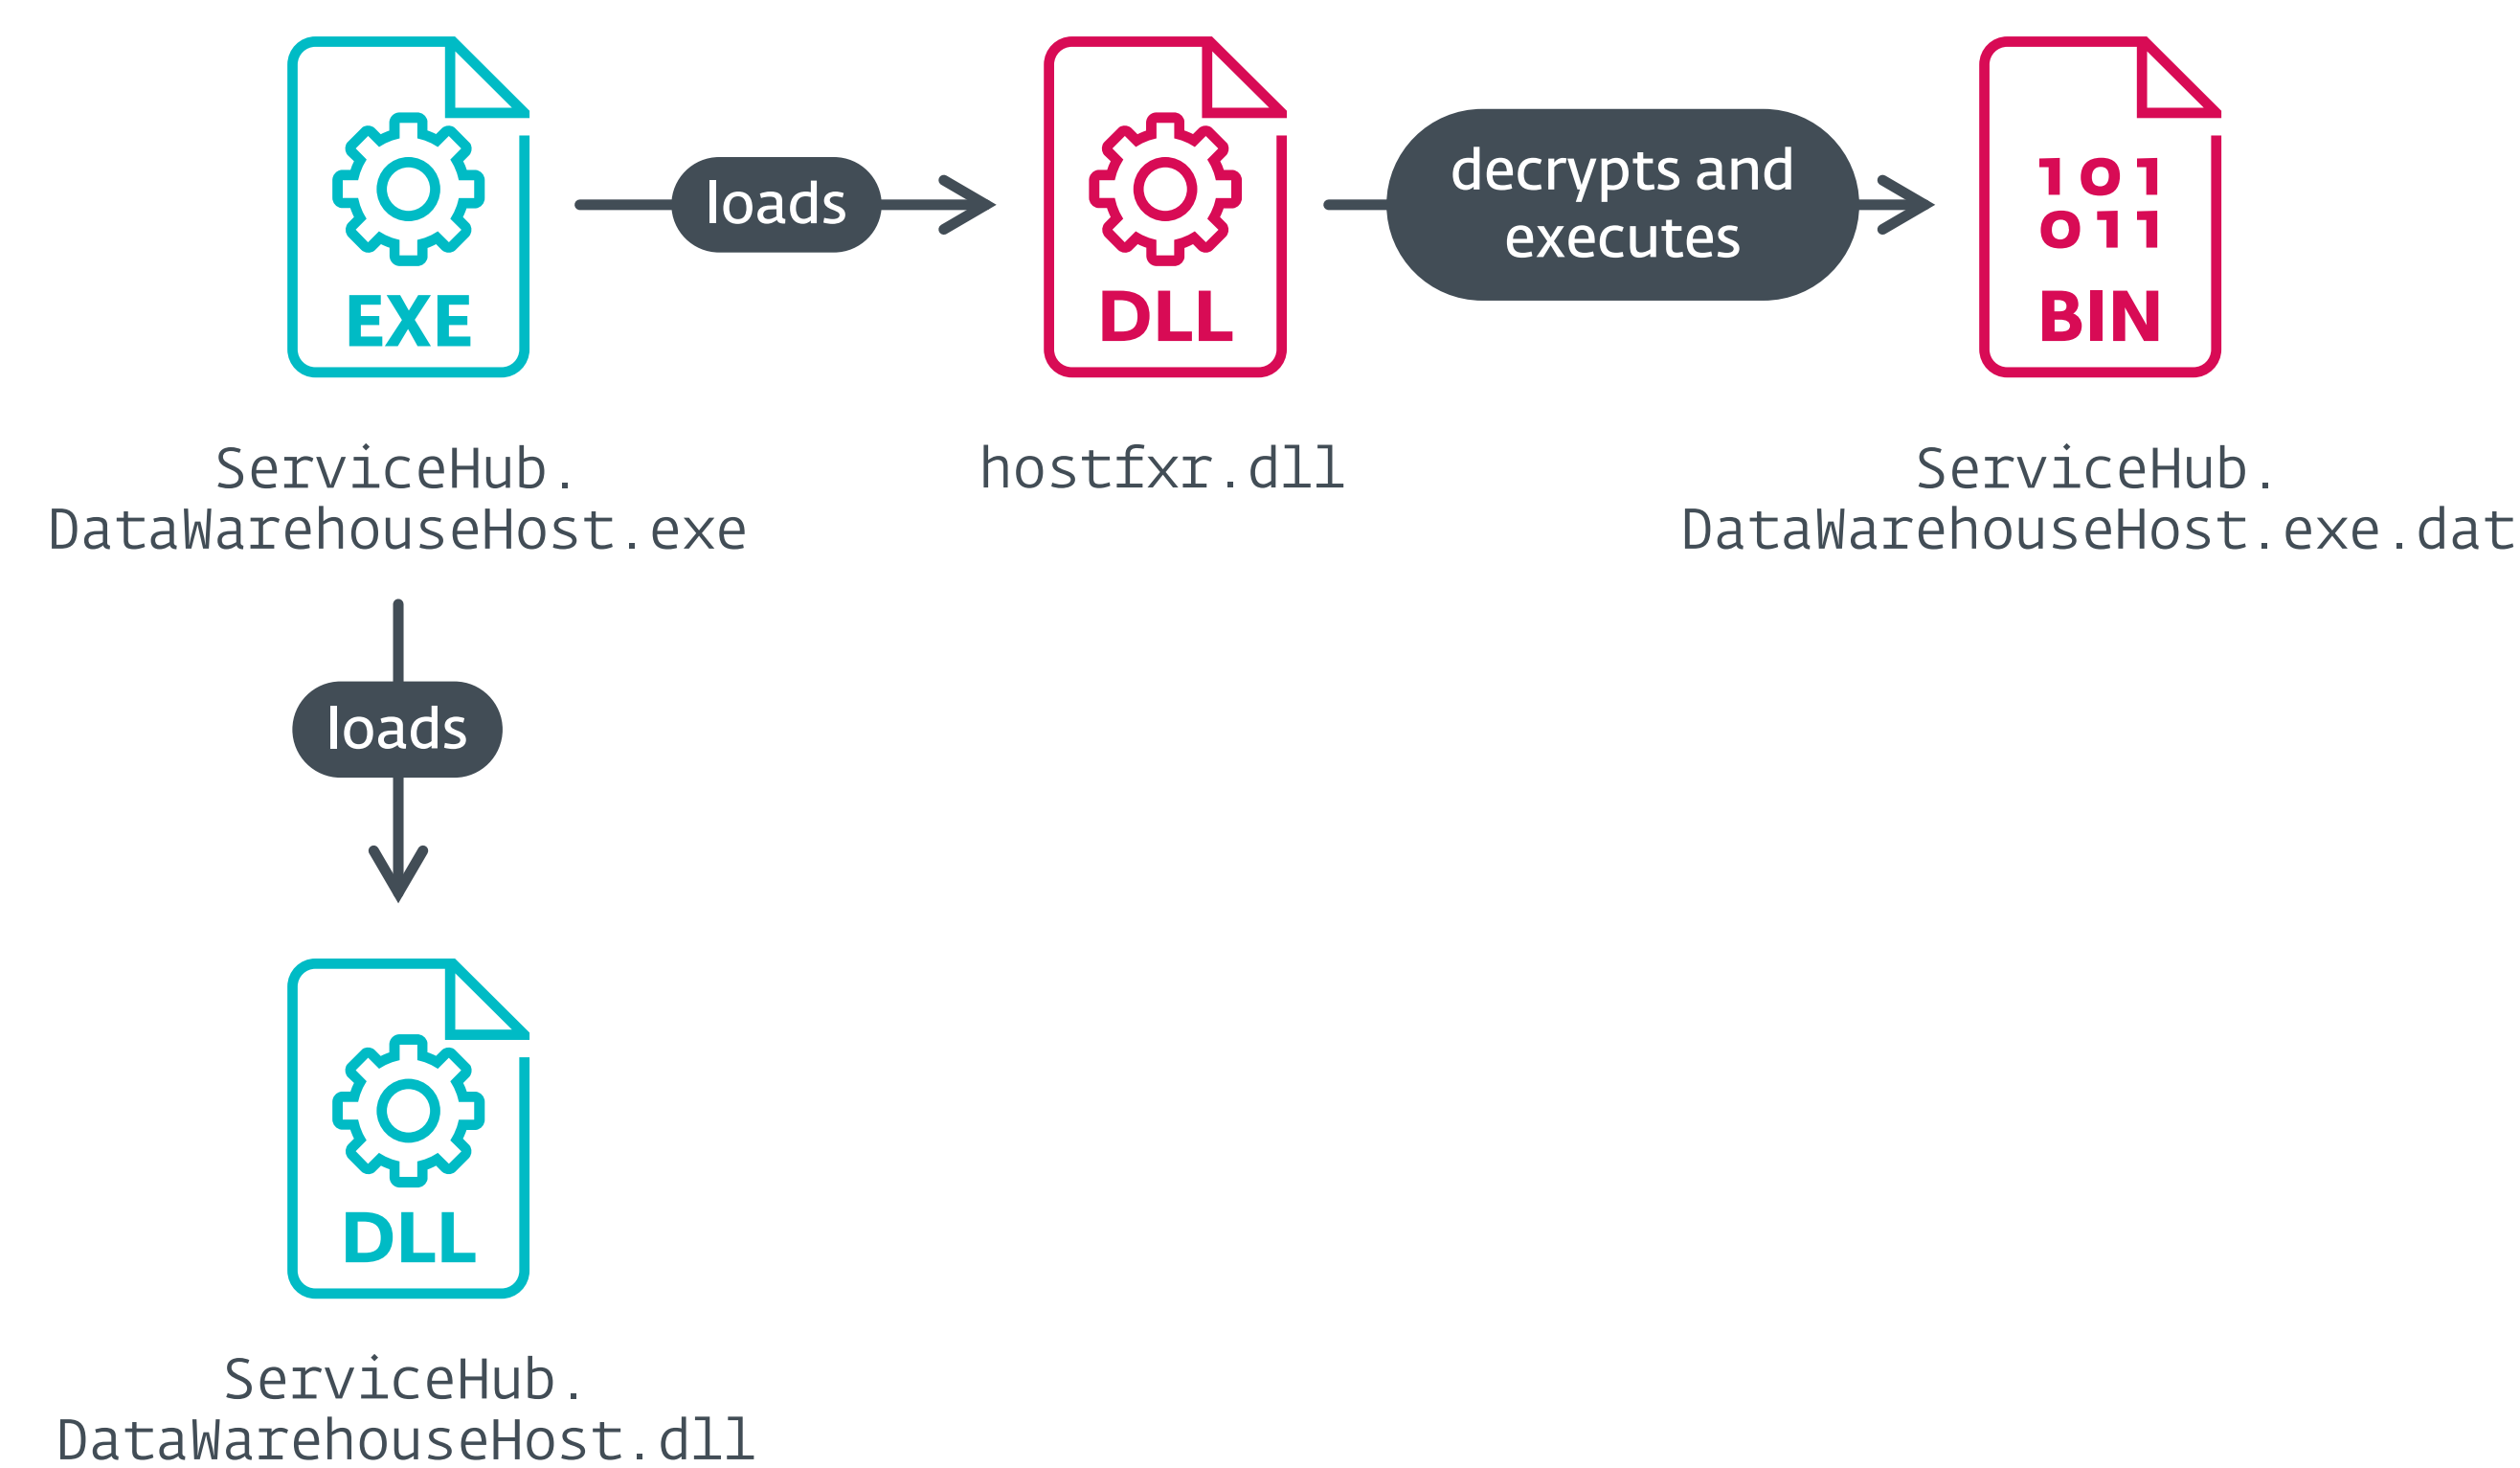 EXE
loads
DLL
decrypts and
executes
101
011
BIN
ServiceHub.
DataWarehouseHost.exe
hostfxr.dll
ServiceHub.
DataWarehouseHost.exe.dat
loads
DLL
ServiceHub.
DataWarehouseHost.dll